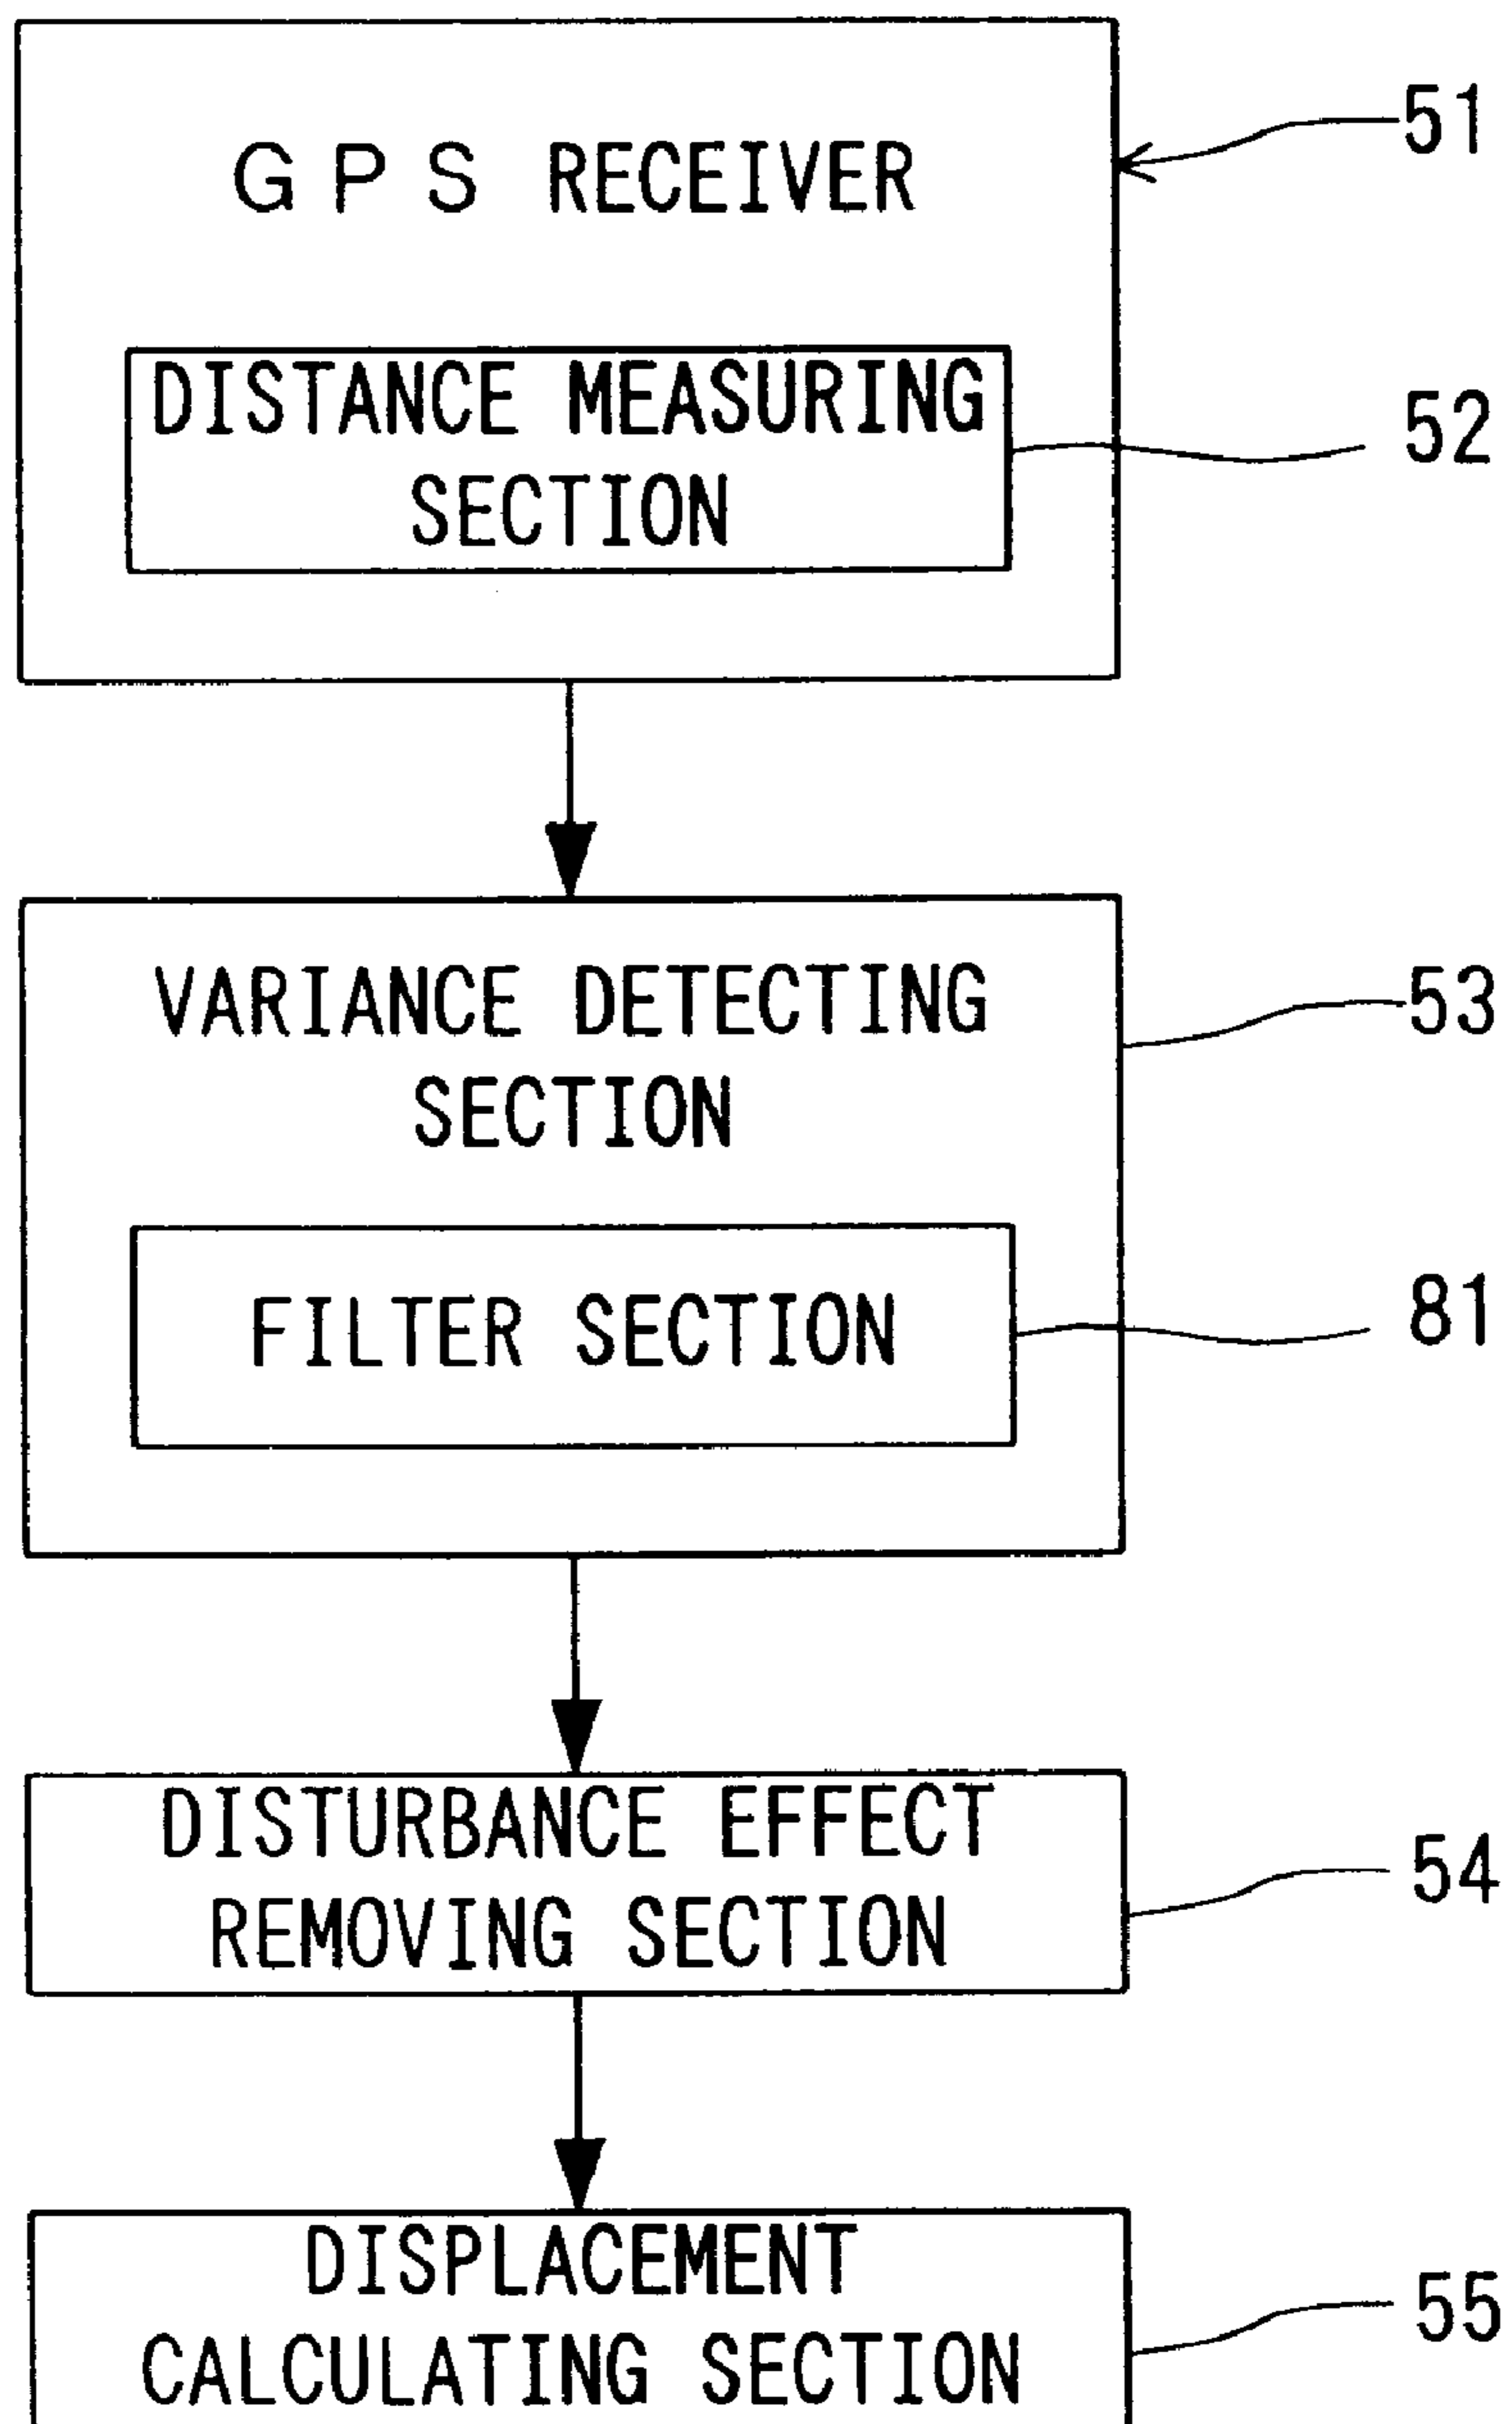 GPS RECEIVER
51
DISTANCE MEASURING
SECTION
52
VARIANCE DETECTING
SECTION
53
FILTER SECTION
81
DISTURBANCE EFFECT
REMOVING SECTION
54
DISPLACEMENT
CALCULATING SECTION
55